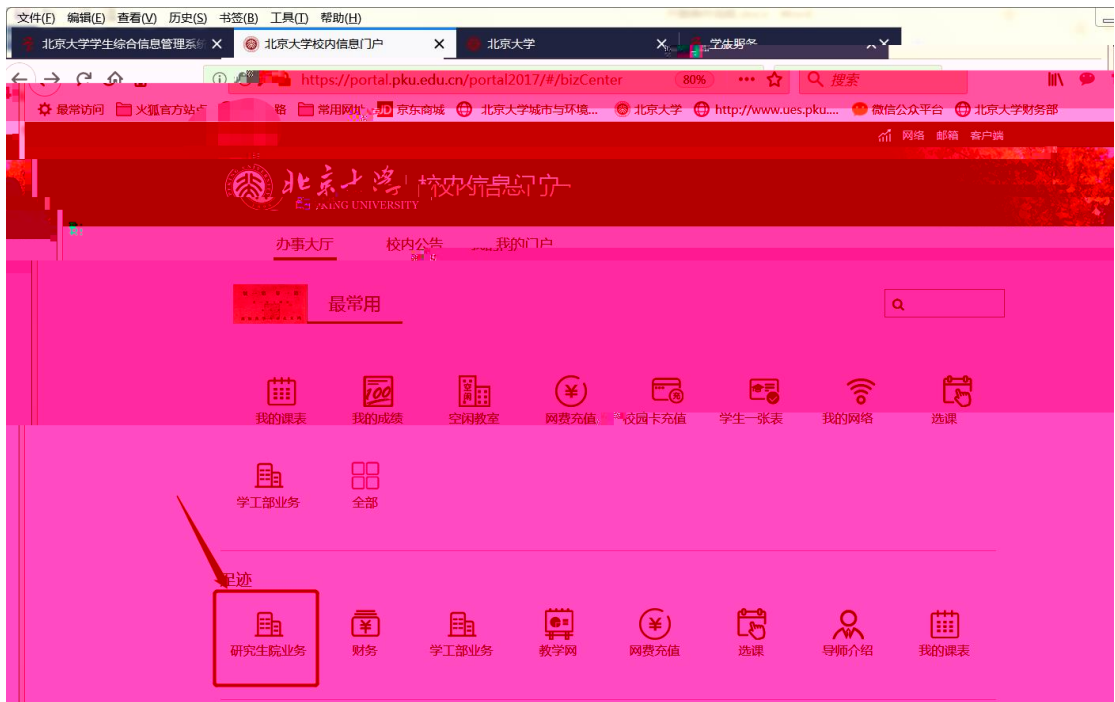 文件(F) 编辑(E) 查看(V) 历史(S) 书签(B) 工具(T) 帮助(H)
北京大学学生综合信息管理系统 × 北京大学校内信息门户 × 北京大学 ×
https://portal.pku.edu.cn/portal2017/#/bizCenter 80% 搜索
最常访问 火狐官方站点 常用网址 JD 京东商城 北京大学城市与环境... 北京大学 http://www.ues.pku.... 微信公众平台 北京大学财务部
网络 邮箱 客户端
北京大学 校内信息门户
UNIVERSITY
办事大厅 校内公告 我的门户
最常用
我的课表 我的成绩 空闲教室 网费充值 校园卡充值 学生一张表 我的网络 选课
学工部业务 全部
足迹
研究生院业务 财务 学工部业务 教学网 网费充值 选课 导师介绍 我的课表